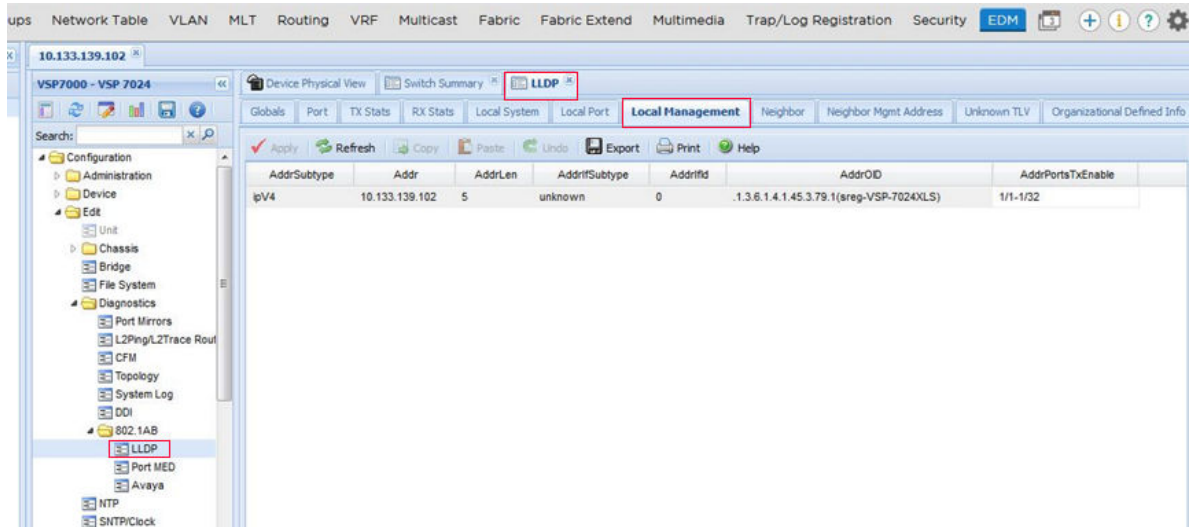 ups Network Table VLAN MLT Routing VRF Multicast Fabric Fabric Extend Multimedia Trap/Log Registration Security EDM
10.133.139.102
VSP7000 - VSP 7024
Device Physical View Switch Summary LLDP
Globals Port TX Stats RX Stats Local System Local Port Local Management Neighbor Neighbor Mgmt Address Unknown TLV Organizational Defined Info
Search:
Apply Refresh Copy Paste Undo Export Print Help
AddrSubtype Addr AddrLen AddrIfSubtype AddrIfId AddrOID AddrPortsTxEnable
ipV4 10.133.139.102 5 unknown 0 .1.3.6.1.4.1.45.3.79.1(sreg-VSP-7024XLS) 1/1-1/32
Configuration
Administration
Device
Edit
Unit
Chassis
Bridge
File System
Diagnostics
Port Mirrors
L2Ping/L2Trace Rout
CFM
Topology
System Log
DDI
802.1AB
LLDP
Port MED
Avaya
NTP
SNTP/Clock